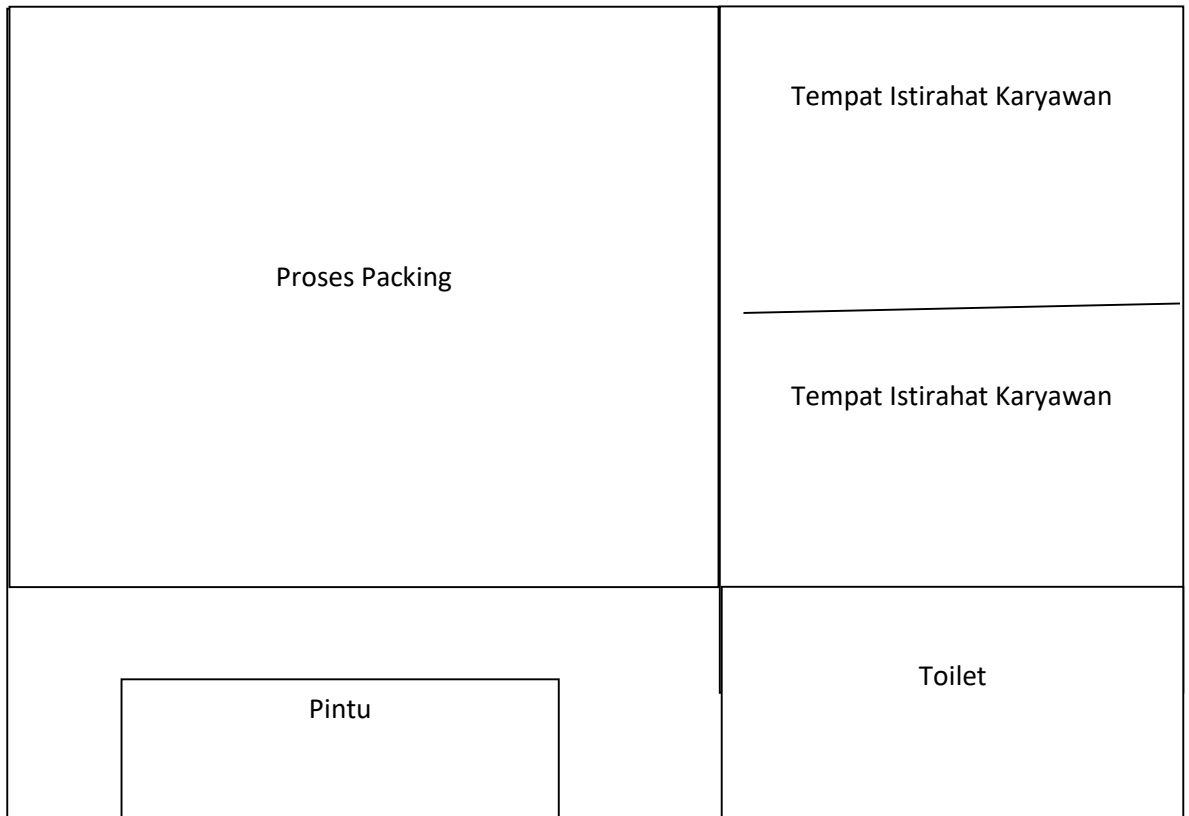 Tempat Istirahat Karyawan
Proses Packing
Tempat Istirahat Karyawan
Toilet
Pintu